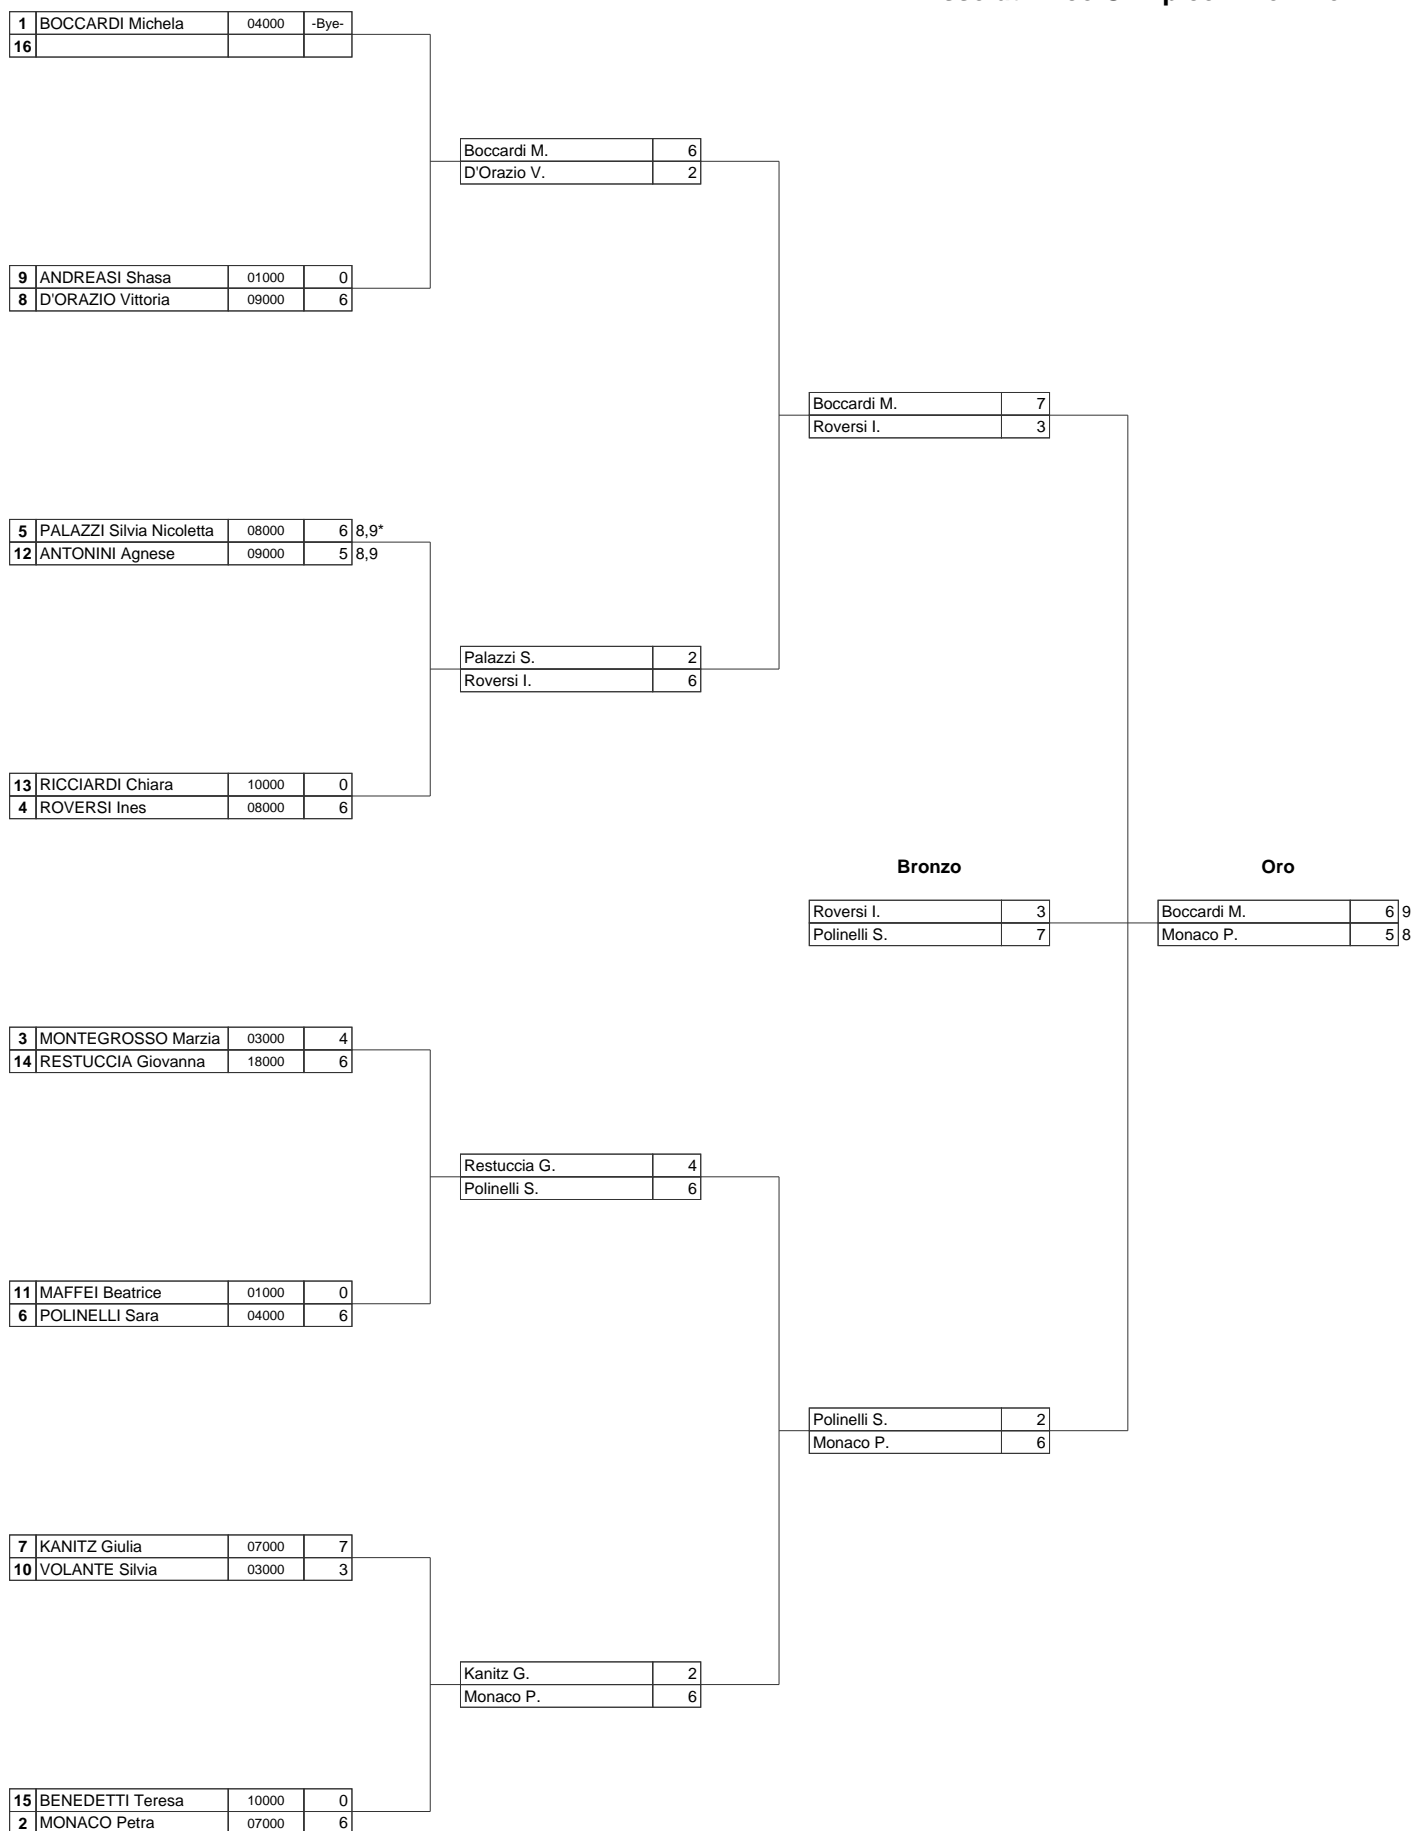 1 BOCCARDI Michela 04000 -Bye-
16
Boccardi M. 6
D'Orazio V. 2
9 ANDREASI Shasa 01000 0
8 D'ORAZIO Vittoria 09000 6
Boccardi M. 7
Roversi I. 3
5 PALAZZI Silvia Nicoletta 08000 6 8,9*
12 ANTONINI Agnese 09000 5 8,9
Palazzi S. 2
Roversi I. 6
13 RICCIARDI Chiara 10000 0
4 ROVERSI Ines 08000 6
Bronzo Oro
Roversi I. 3 Boccardi M. 6 9
Polinelli S. 7 Monaco P. 5 8
3 MONTEGROSSO Marzia 03000 4
14 RESTUCCIA Giovanna 18000 6
Restuccia G. 4
Polinelli S. 6
11 MAFFEI Beatrice 01000 0
6 POLINELLI Sara 04000 6
Polinelli S. 2
Monaco P. 6
7 KANITZ Giulia 07000 7
10 VOLANTE Silvia 03000 3
Kanitz G. 2
Monaco P. 6
15 BENEDETTI Teresa 10000 0
2 MONACO Petra 07000 6